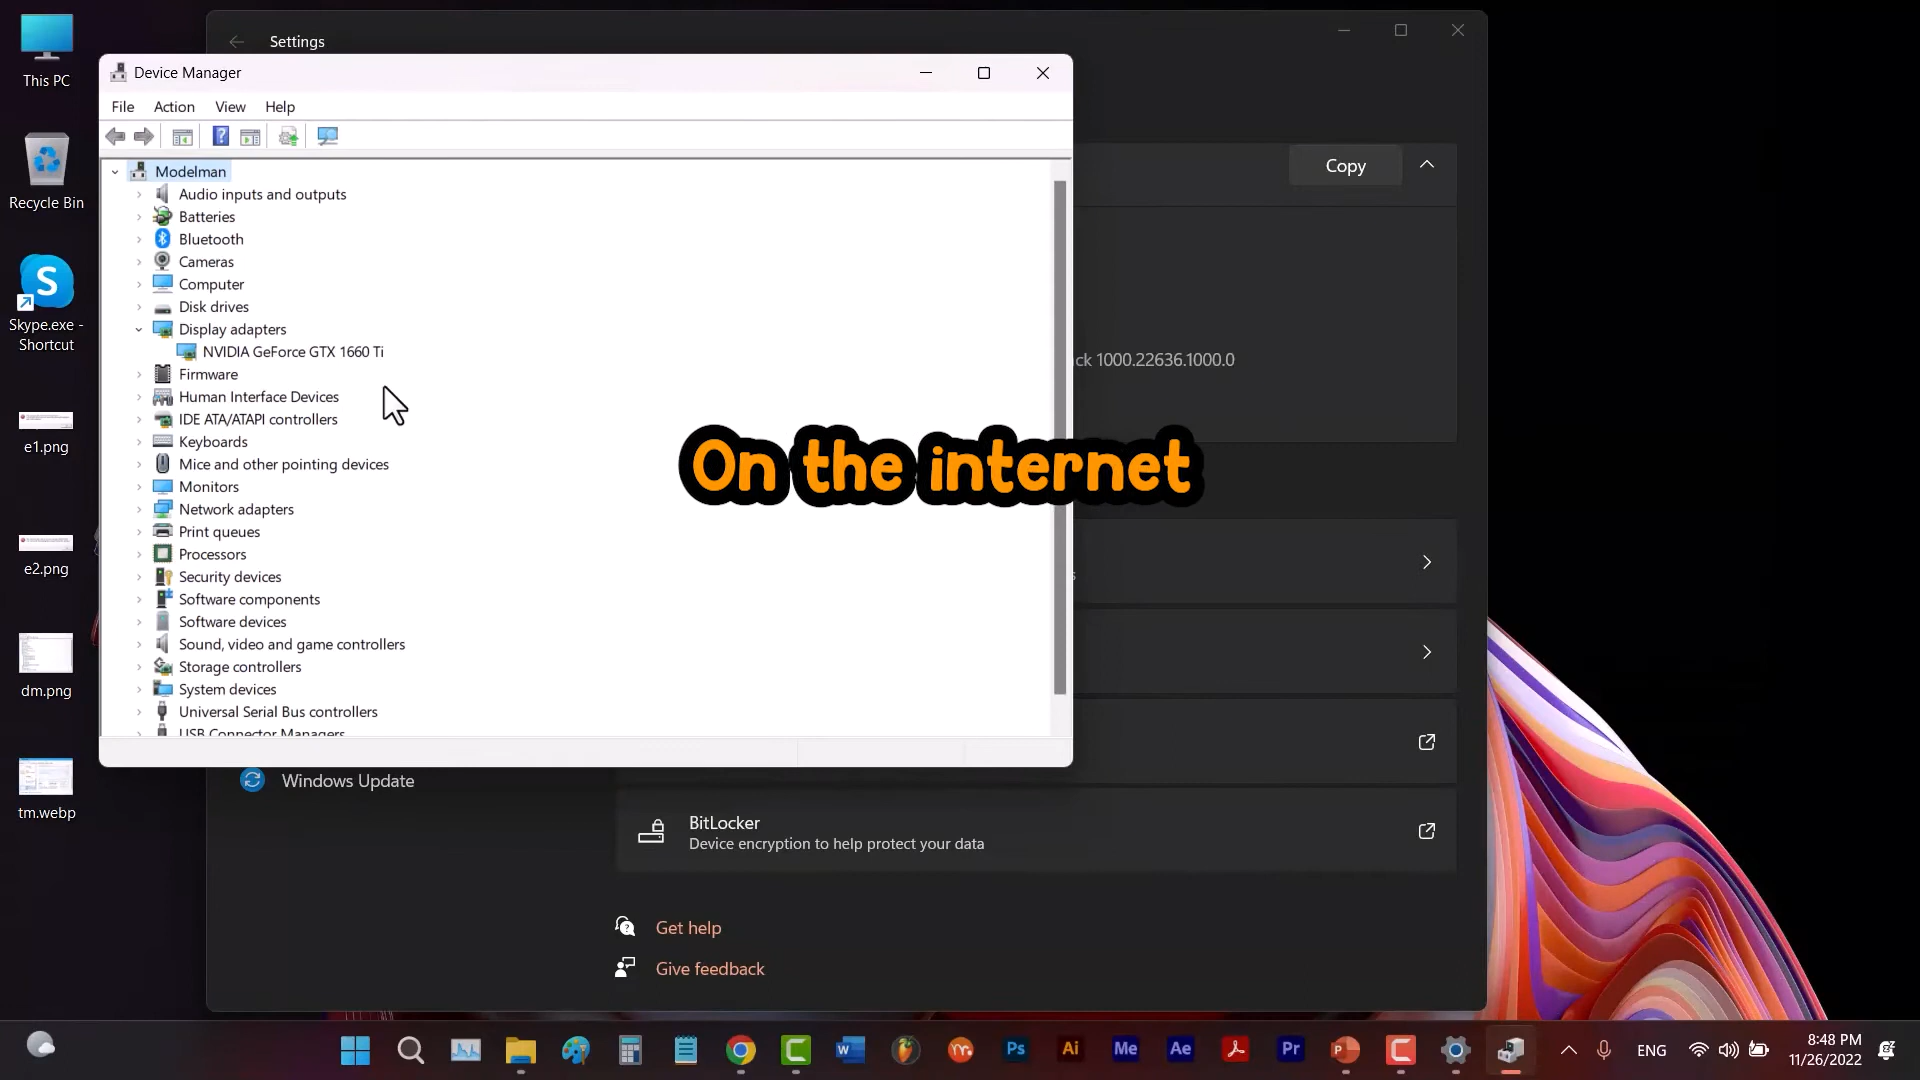 This PC
Recycle Bin
Skype.exe -
Shortcut
e1.png
e2.png
dm.png
tm.webp
Settings
Device Manager
File Action View Help
Modelman
Audio inputs and outputs
Batteries
Bluetooth
Cameras
Computer
Disk drives
Display adapters
NVIDIA GeForce GTX 1660 Ti
Firmware
Human Interface Devices
IDE ATA/ATAPI controllers
Keyboards
Mice and other pointing devices
Monitors
Network adapters
Print queues
Processors
Security devices
Software components
Software devices
Sound, video and game controllers
Storage controllers
System devices
Universal Serial Bus controllers
USB Connector Managers
Copy
ck 1000.22636.1000.0
On the internet
s
Windows Update
BitLocker
Device encryption to help protect your data
Get help
Give feedback
Ps Ai Me Ae Pr
ENG
8:48 PM
11/26/2022